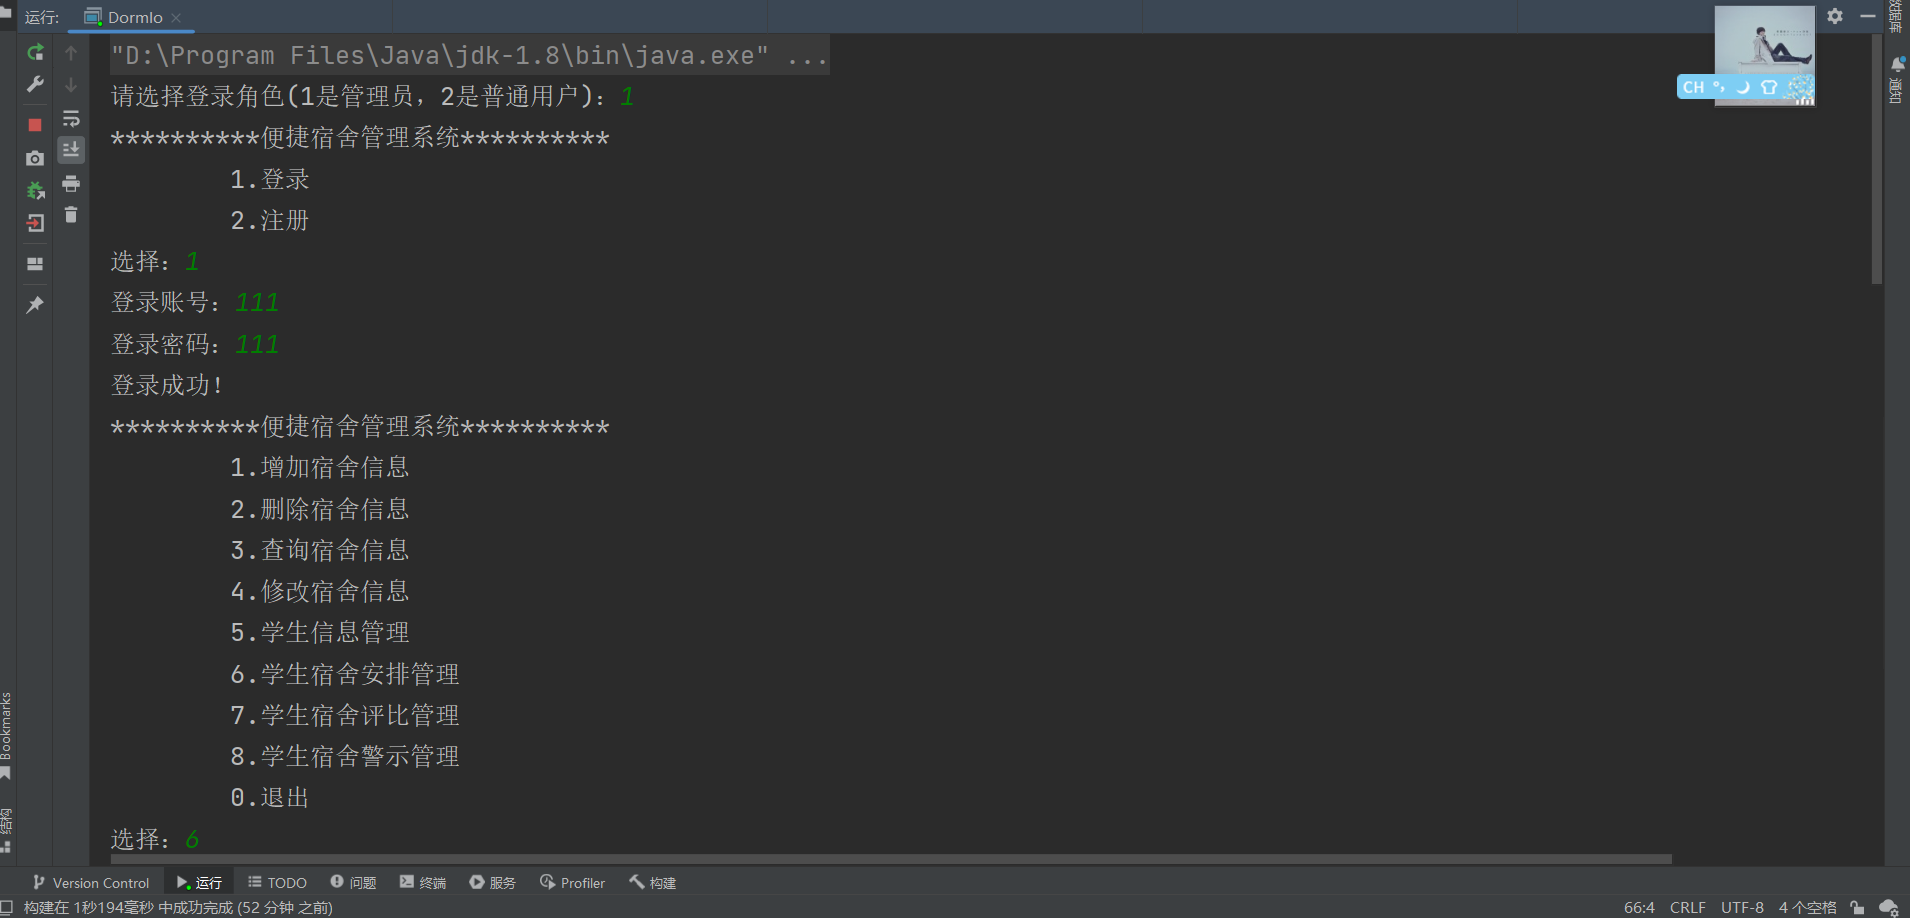 运行: DormIo
"D:\Program Files\Java\jdk-1.8\bin\java.exe" ...
请选择登录角色(1是管理员，2是普通用户)：1
**********便捷宿舍管理系统**********
1.登录
2.注册
选择：1
登录账号：111
登录密码：111
登录成功！
**********便捷宿舍管理系统**********
1.增加宿舍信息
2.删除宿舍信息
3.查询宿舍信息
4.修改宿舍信息
5.学生信息管理
6.学生宿舍安排管理
7.学生宿舍评比管理
8.学生宿舍警示管理
0.退出
选择：6
CH
数据库
通知
Bookmarks
结构
Version Control 运行 TODO 问题 终端 服务 Profiler 构建
构建在 1秒194毫秒 中成功完成 (52 分钟 之前) 66:4 CRLF UTF-8 4 个空格